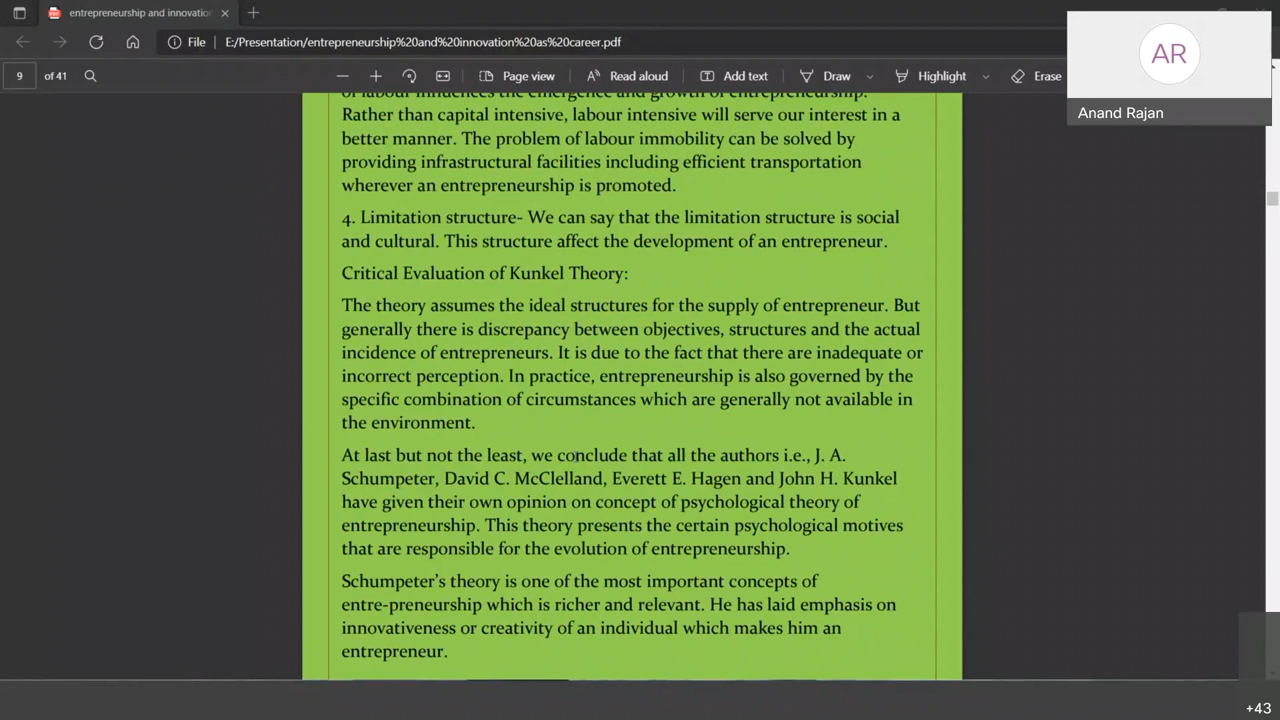 entrepreneurship and innovatio
File
E:/Presentation/entrepreneurship%20and%20innovation%20as%20career.pdf
AR
Anand Rajan
9 of 41
Page view
Read aloud
Add text
Draw
Highlight
Erase
of labour influences the emergence and growth of entrepreneurship.
Rather than capital intensive, labour intensive will serve our interest in a
better manner. The problem of labour immobility can be solved by
providing infrastructural facilities including efficient transportation
wherever an entrepreneurship is promoted.
4. Limitation structure- We can say that the limitation structure is social
and cultural. This structure affect the development of an entrepreneur.
Critical Evaluation of Kunkel Theory:
The theory assumes the ideal structures for the supply of entrepreneur. But
generally there is discrepancy between objectives, structures and the actual
incidence of entrepreneurs. It is due to the fact that there are inadequate or
incorrect perception. In practice, entrepreneurship is also governed by the
specific combination of circumstances which are generally not available in
the environment.
At last but not the least, we conclude that all the authors i.e., J. A.
Schumpeter, David C. McClelland, Everett E. Hagen and John H. Kunkel
have given their own opinion on concept of psychological theory of
entrepreneurship. This theory presents the certain psychological motives
that are responsible for the evolution of entrepreneurship.
Schumpeter's theory is one of the most important concepts of
entre-preneurship which is richer and relevant. He has laid emphasis on
innovativeness or creativity of an individual which makes him an
entrepreneur.
+43